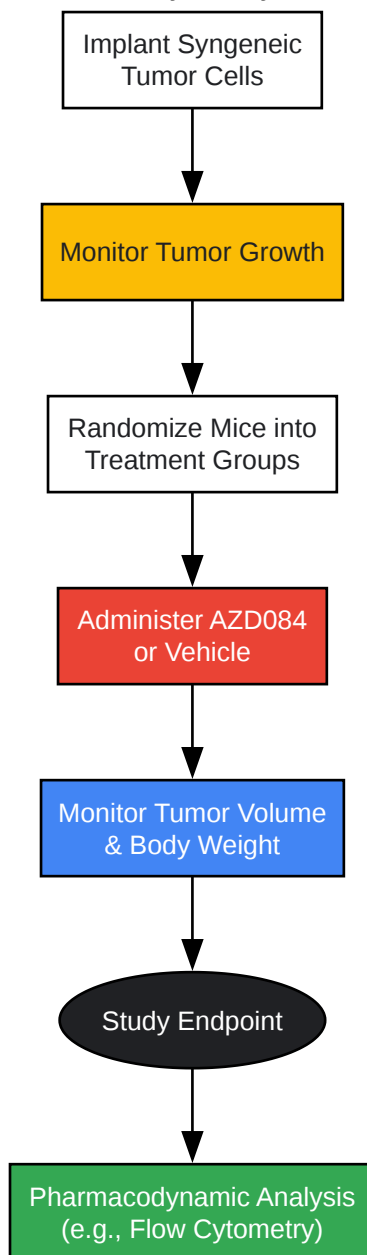 Implant Syngeneic
Tumor Cells
Monitor Tumor Growth
Randomize Mice into
Treatment Groups
Administer AZD084
or Vehicle
Monitor Tumor Volume
& Body Weight
Study Endpoint
Pharmacodynamic Analysis
(e.g., Flow Cytometry)